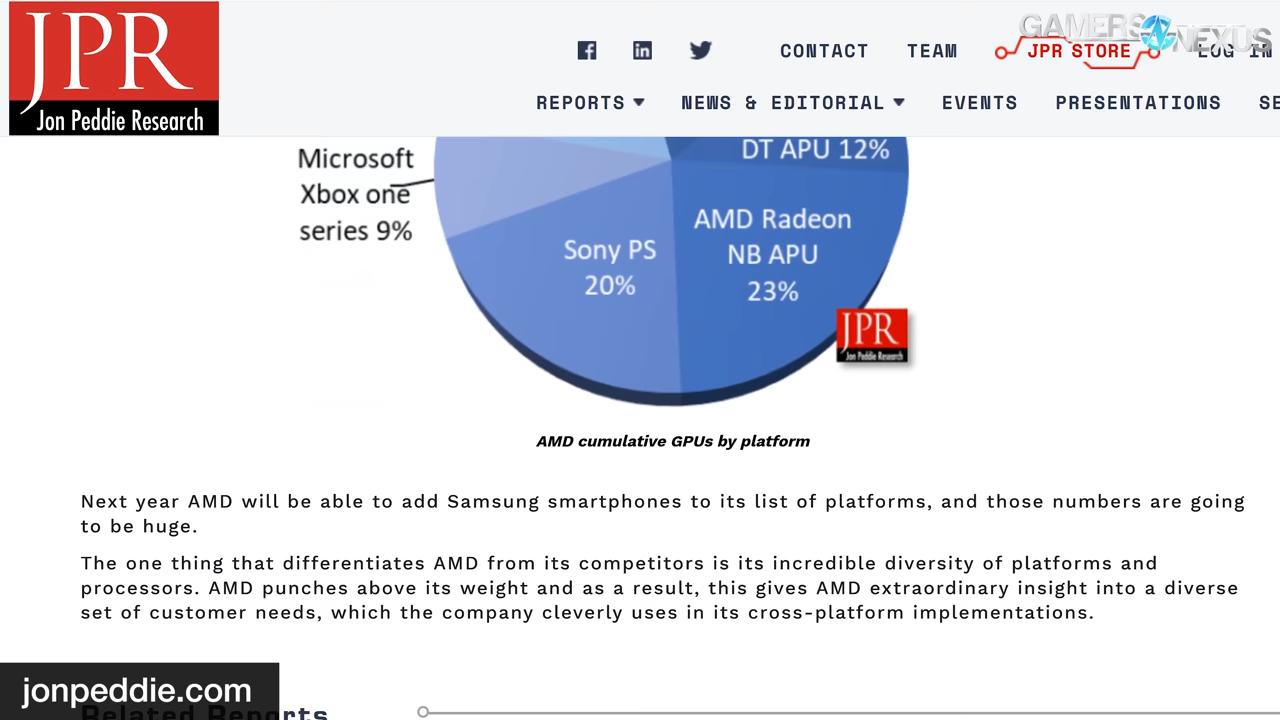 JPR
Jon Peddie Research
GAMERS NEXUS
CONTACT TEAM JPR STORE LOG IN
REPORTS NEWS & EDITORIAL EVENTS PRESENTATIONS SE
Microsoft
Xbox one
series 9%
DT APU 12%
AMD Radeon
NB APU
23%
Sony PS
20%
JPR
Jon Peddie Research
AMD cumulative GPUs by platform
Next year AMD will be able to add Samsung smartphones to its list of platforms, and those numbers are going
to be huge.
The one thing that differentiates AMD from its competitors is its incredible diversity of platforms and
processors. AMD punches above its weight and as a result, this gives AMD extraordinary insight into a diverse
set of customer needs, which the company cleverly uses in its cross-platform implementations.
jonpeddie.com
Related Reports